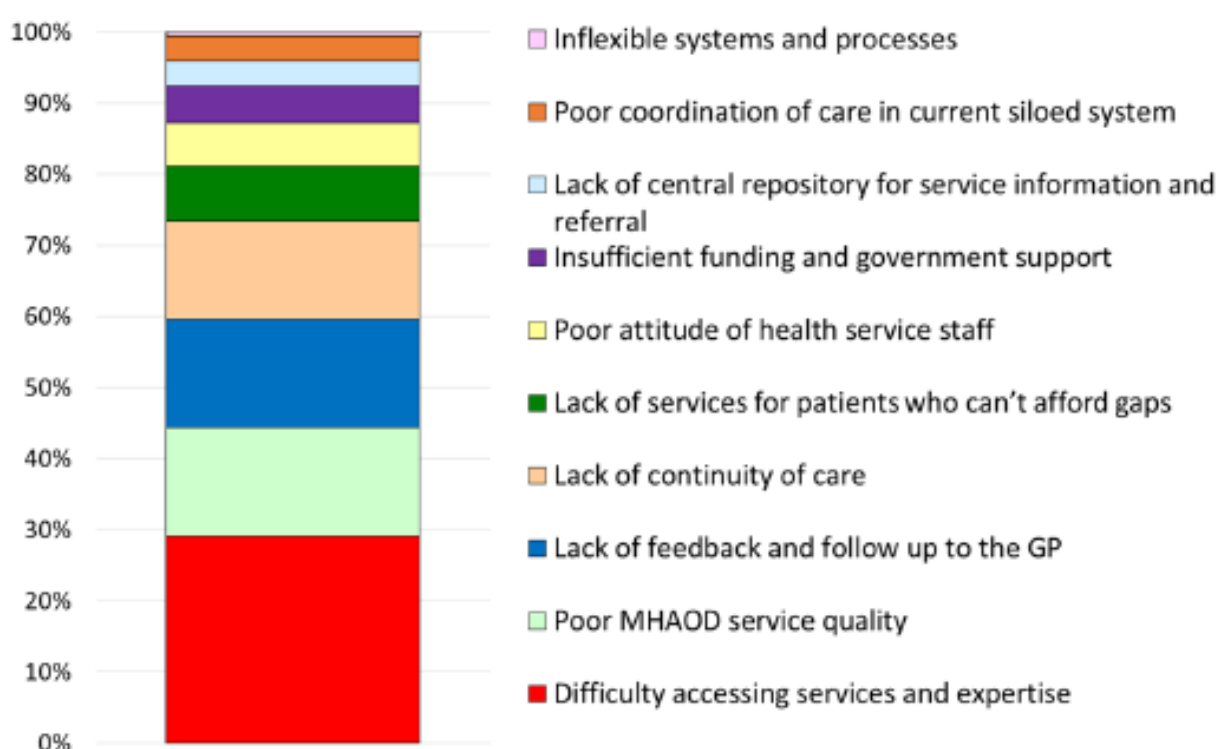 100%
90%
80%
70%
60%
50%
40%
30%
20%
10%
0%
Inflexible systems and processes
Poor coordination of care in current siloed system
Lack of central repository for service information and
referral
Insufficient funding and government support
Poor attitude of health service staff
Lack of services for patients who can’t afford gaps
Lack of continuity of care
Lack of feedback and follow up to the GP
Poor MHAOD service quality
Difficulty accessing services and expertise